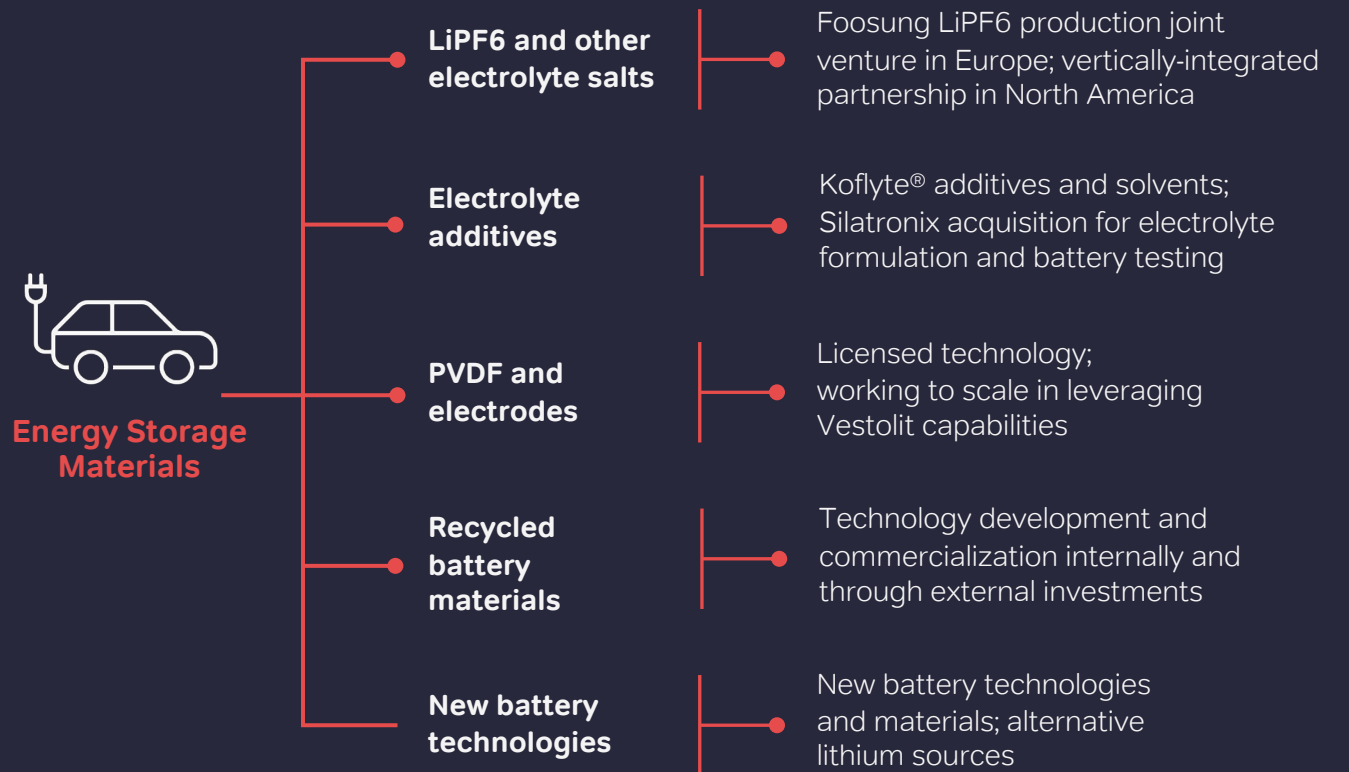 Energy Storage
Materials
LiPF6 and other
electrolyte salts
Foosung LiPF6 production joint
venture in Europe; vertically-integrated
partnership in North America
Electrolyte
additives
Koflyte® additives and solvents;
Silatronix acquisition for electrolyte
formulation and battery testing
PVDF and
electrodes
Licensed technology;
working to scale in leveraging
Vestolit capabilities
Recycled
battery
materials
Technology development and
commercialization internally and
through external investments
New battery
technologies
New battery technologies
and materials; alternative
lithium sources